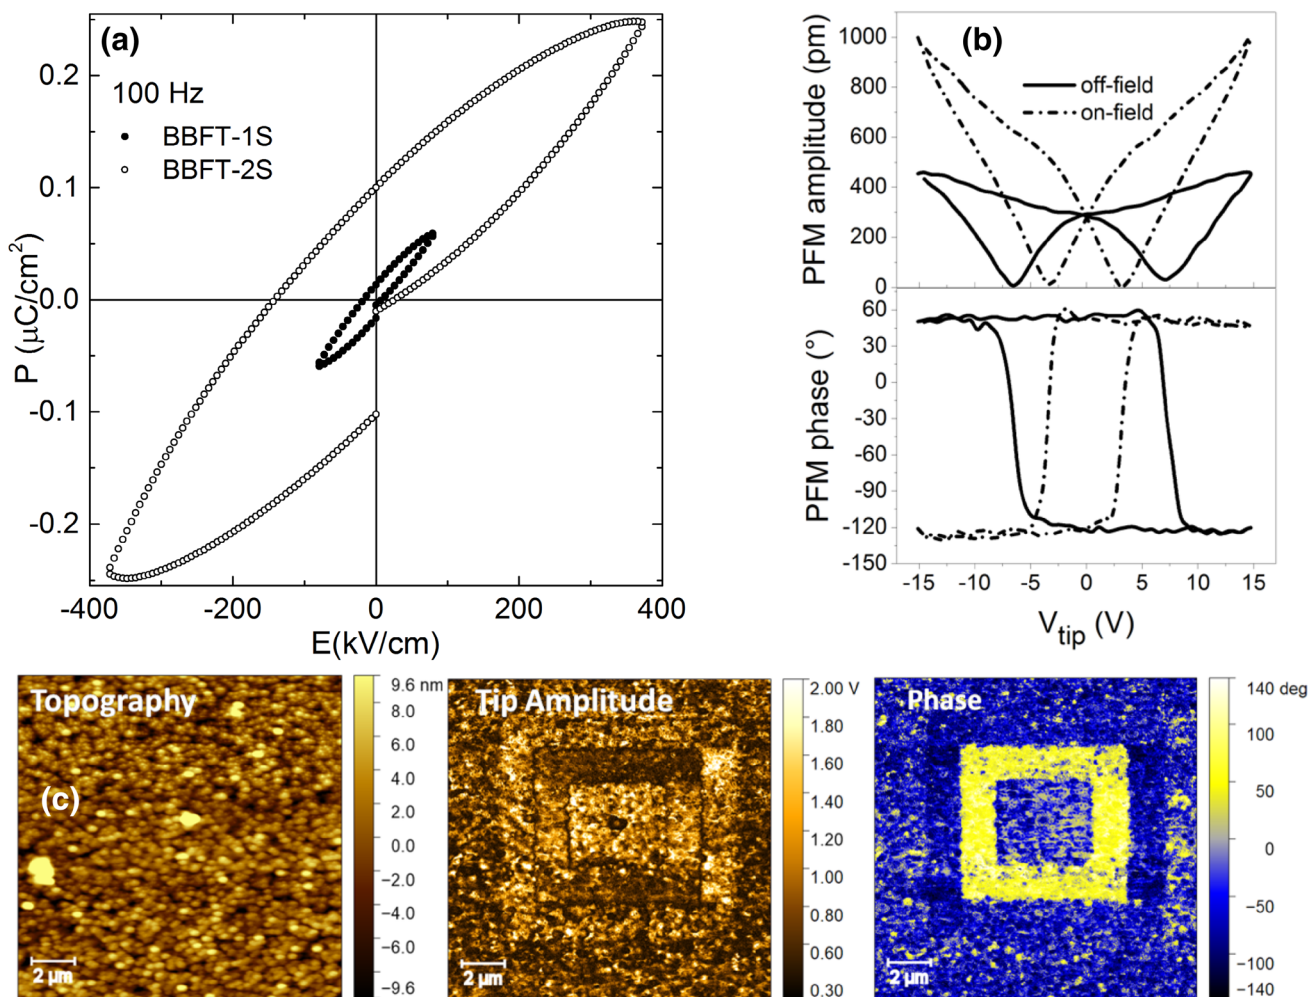 (a)
100 Hz
BBFT-1S
BBFT-2S
0.2
0.1
0.0
-0.1
-0.2
P (μC/cm²)
-400
-200
0
200
400
E(kV/cm)
(b)
off-field
on-field
1000
800
600
400
200
0
PFM amplitude (pm)
60
30
0
-30
-60
-90
-120
-150
PFM phase (°)
-15
-10
-5
0
5
10
15
V_tip (V)
Topography
(c)
2 μm
9.6 nm
8.0
6.0
4.0
2.0
0.0
−2.0
−4.0
−6.0
−9.6
Tip Amplitude
2 μm
2.00 V
1.80
1.60
1.40
1.20
1.00
0.80
0.60
0.30
Phase
2 μm
140 deg
100
50
0
−50
−100
−140